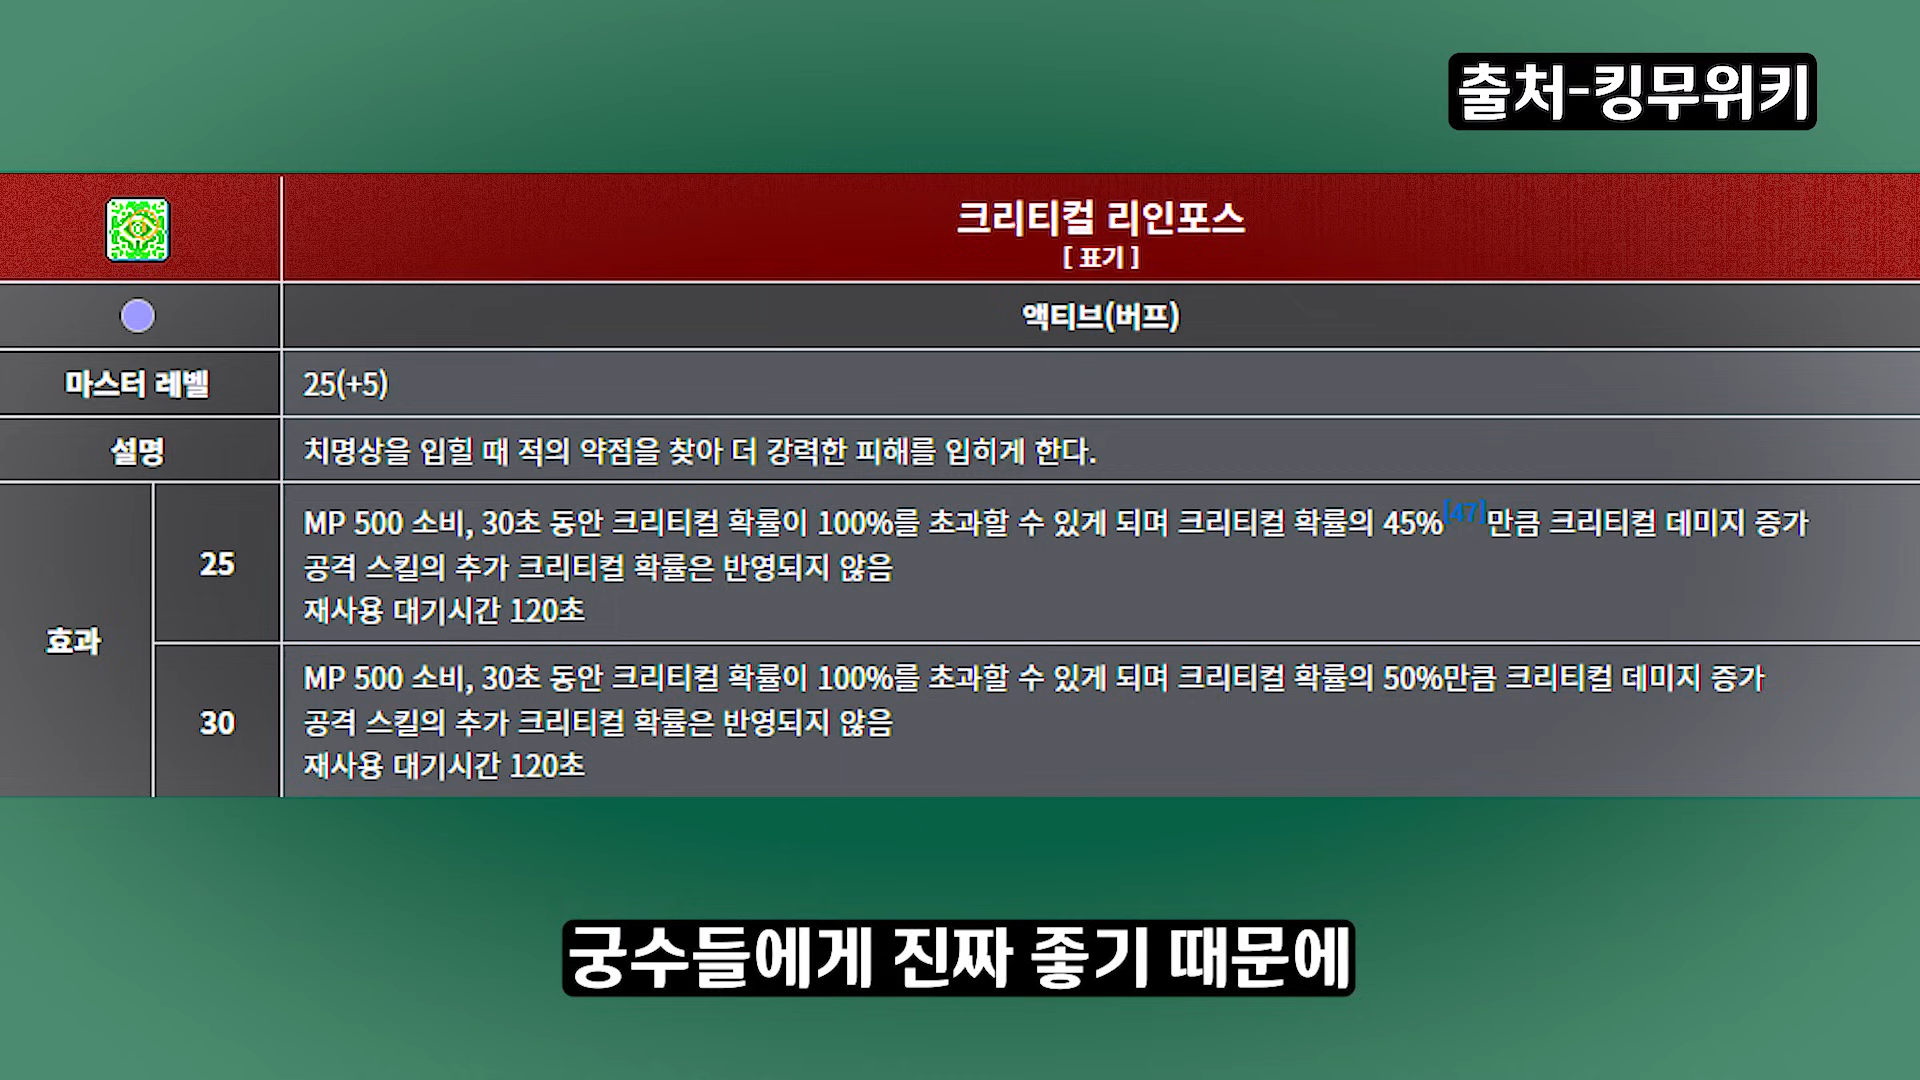 출처-킹무위키
크리티컬 리인포스
[ 표기 ]
액티브(버프)
마스터 레벨
25(+5)
설명
치명상을 입힐 때 적의 약점을 찾아 더 강력한 피해를 입히게 한다.
효과
25
MP 500 소비, 30초 동안 크리티컬 확률이 100%를 초과할 수 있게 되며 크리티컬 확률의 45%[47]만큼 크리티컬 데미지 증가
공격 스킬의 추가 크리티컬 확률은 반영되지 않음
재사용 대기시간 120초
30
MP 500 소비, 30초 동안 크리티컬 확률이 100%를 초과할 수 있게 되며 크리티컬 확률의 50%만큼 크리티컬 데미지 증가
공격 스킬의 추가 크리티컬 확률은 반영되지 않음
재사용 대기시간 120초
궁수들에게 진짜 좋기 때문에